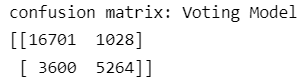 confusion matrix: Voting Model
[[16701 1028]
[ 3600 5264]]